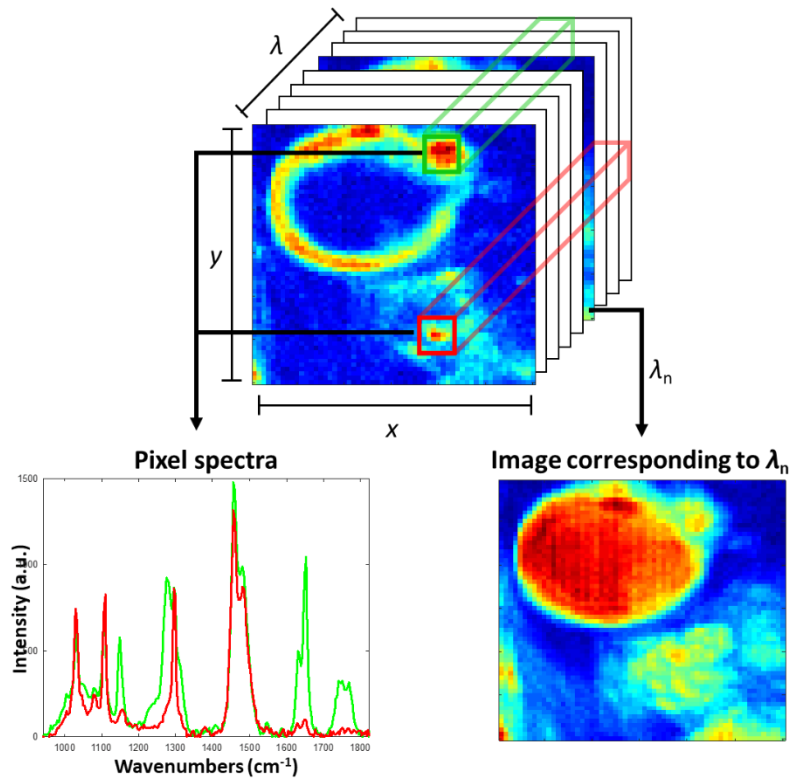 λ
y
x
λn
Pixel spectra
Image corresponding to λn
1500
0
Intensity (a.u.)
1000 1100 1200 1300 1400 1500 1600 1700 1800
Wavenumbers (cm-1)